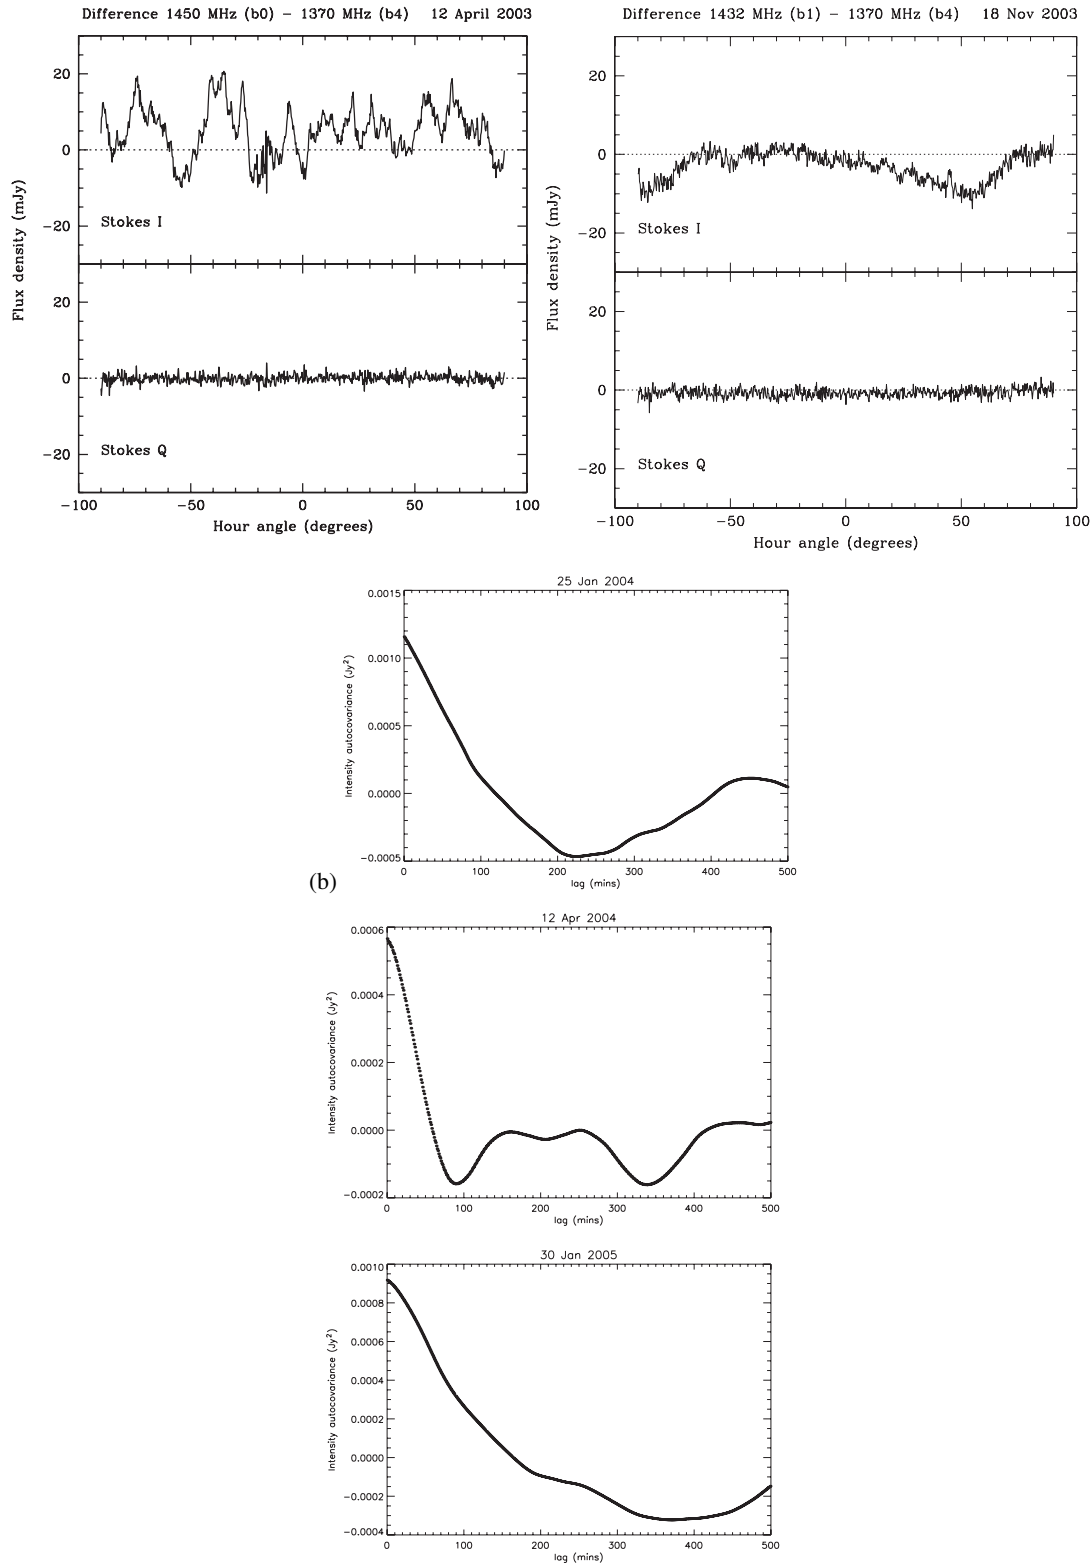 Difference 1450 MHz (b0) − 1370 MHz (b4) 12 April 2003
20
0
−20
Flux density (mJy)
Stokes I
20
0
−20
Stokes Q
−100 −50 0 50 100
Hour angle (degrees)
Difference 1432 MHz (b1) − 1370 MHz (b4) 18 Nov 2003
20
0
−20
Flux density (mJy)
Stokes I
20
0
−20
Stokes Q
−100 −50 0 50 100
Hour angle (degrees)
25 Jan 2004
0.0015
0.0010
0.0005
0.0000
−0.0005
Intensity autocovariance (Jy²)
0 100 200 300 400 500
lag (mins)
(b)
12 Apr 2004
0.0006
0.0004
0.0002
0.0000
−0.0002
Intensity autocovariance (Jy²)
0 100 200 300 400 500
lag (mins)
30 Jan 2005
0.0010
0.0008
0.0006
0.0004
0.0002
0.0000
−0.0002
−0.0004
Intensity autocovariance (Jy²)
0 100 200 300 400 500
lag (mins)